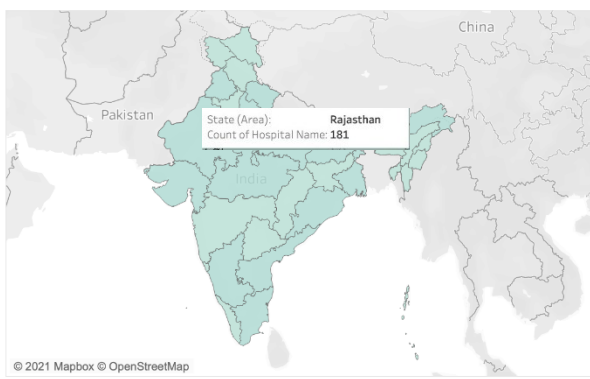 China
Pakistan
State (Area): Rajasthan
Count of Hospital Name: 181
India
© 2021 Mapbox © OpenStreetMap